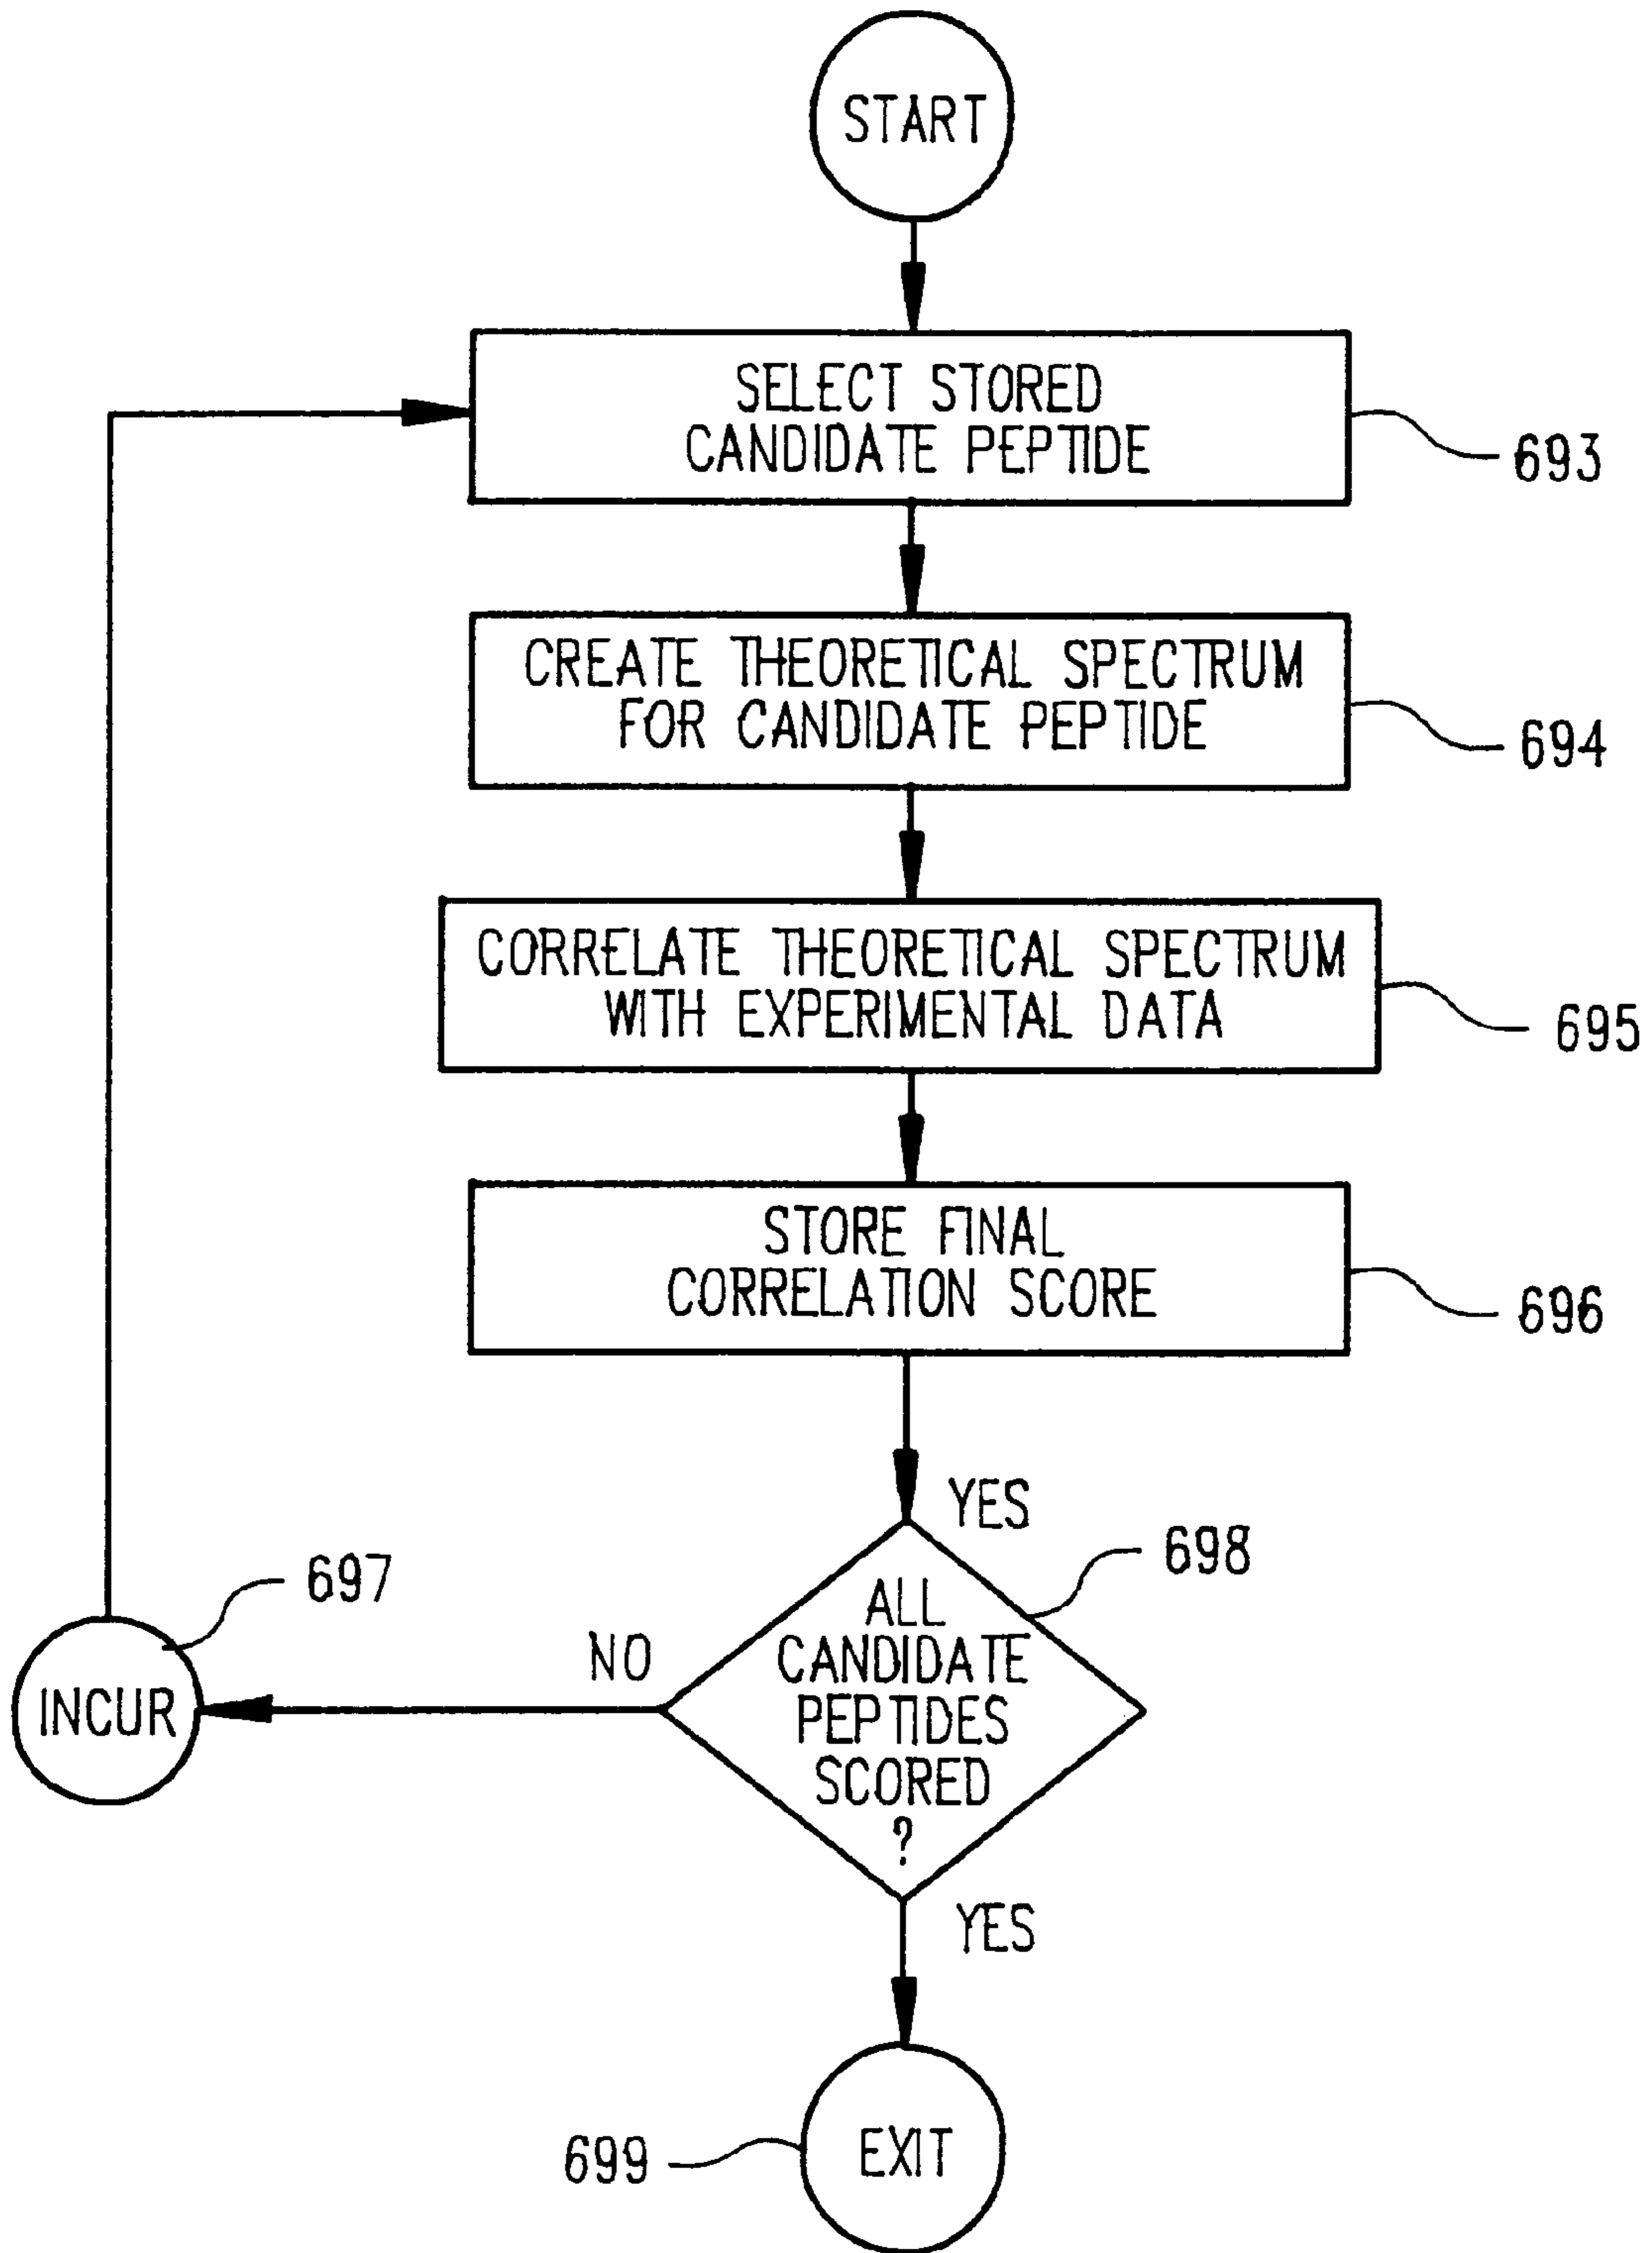 START
SELECT STORED
CANDIDATE PEPTIDE
693
CREATE THEORETICAL SPECTRUM
FOR CANDIDATE PEPTIDE
694
CORRELATE THEORETICAL SPECTRUM
WITH EXPERIMENTAL DATA
695
STORE FINAL
CORRELATION SCORE
696
YES
698
ALL
CANDIDATE
PEPTIDES
SCORED
?
NO
697
INCUR
YES
699
EXIT